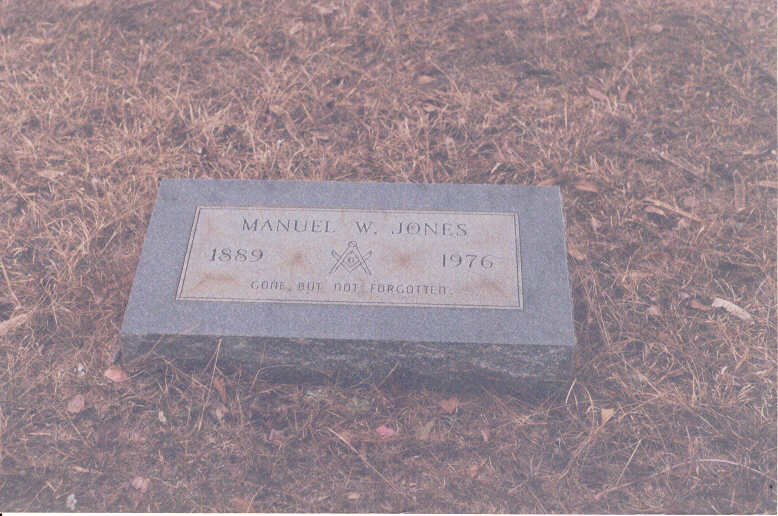 MANUEL W. JONES
1889 G 1976
GONE, BUT NOT FORGOTTEN.